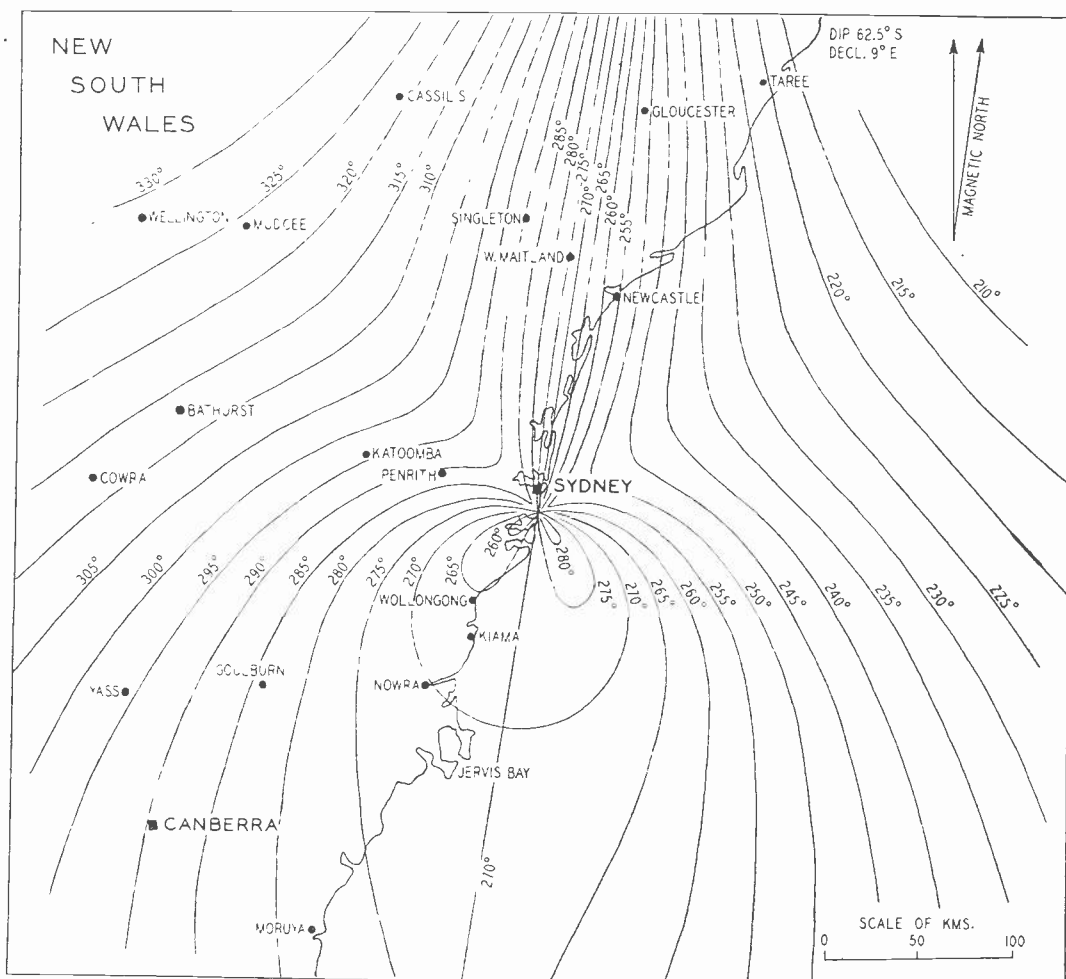 NEW
SOUTH
WALES
DIP 62.5° S
DECL. 9° E
MAGNETIC NORTH
TAREE
CASSILS
GLOUCESTER
285°
280°
275°
270°
265°
260°
255°
330°
325°
320°
315°
310°
WELLINGTON
MUDGEE
SINGLETON
W. MAITLAND
NEWCASTLE
220°
215°
210°
BATHURST
KATOOMBA
PENRITH
COWRA
SYDNEY
305°
300°
295°
290°
285°
280°
275°
270°
265°
260°
280°
275°
270°
265°
260°
255°
250°
245°
240°
235°
230°
225°
WOLLONGONG
KIAMA
GOULBURN
YASS
NOWRA
JERVIS BAY
CANBERRA
270°
MORUYA
SCALE OF KMS.
0 50 100